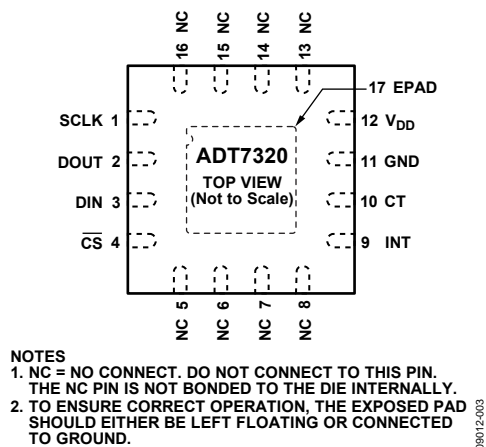 16 NC
15 NC
14 NC
13 NC
17 EPAD
SCLK 1
12 VDD
DOUT 2
ADT7320
11 GND
TOP VIEW
(Not to Scale)
DIN 3
10 CT
CS 4
9 INT
NC 5
NC 6
NC 7
NC 8
NOTES
1. NC = NO CONNECT. DO NOT CONNECT TO THIS PIN.
THE NC PIN IS NOT BONDED TO THE DIE INTERNALLY.
2. TO ENSURE CORRECT OPERATION, THE EXPOSED PAD
SHOULD EITHER BE LEFT FLOATING OR CONNECTED
TO GROUND.
09012-003